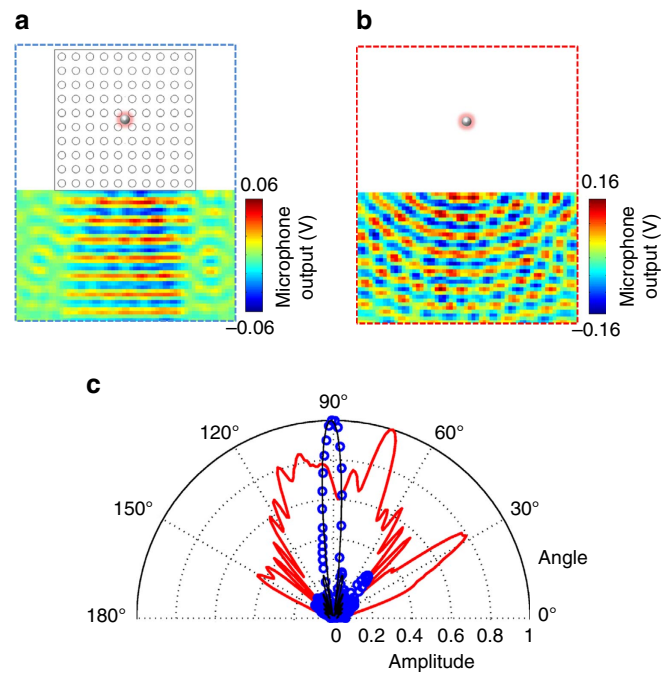 a
b
0.06
Microphone
output (V)
−0.06
0.16
Microphone
output (V)
−0.16
c
90°
120°
60°
150°
30°
Angle
180°
0°
0 0.2 0.4 0.6 0.8 1
Amplitude